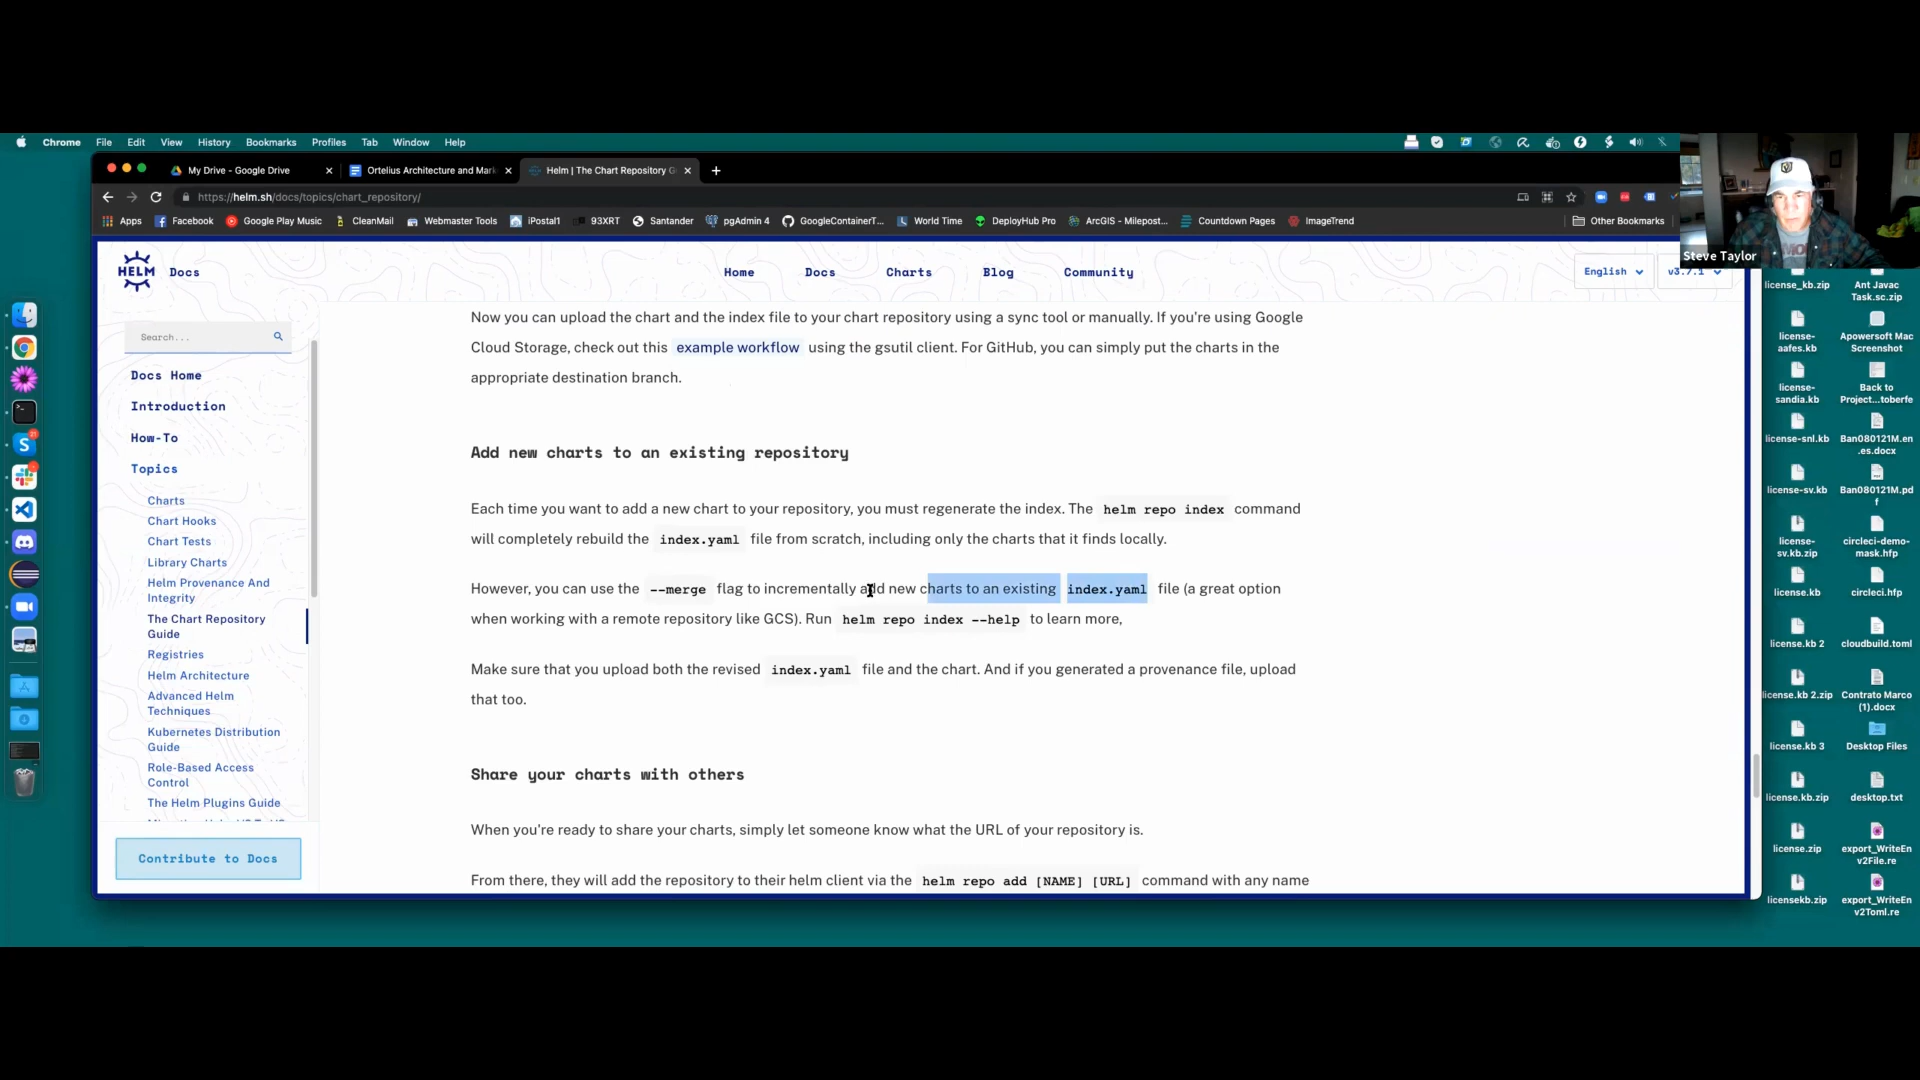 Chrome File Edit View History Bookmarks Profiles Tab Window Help
My Drive - Google Drive
Ortelius Architecture and Mark
Helm | The Chart Repository G
https://helm.sh/docs/topics/chart_repository/
Apps Facebook Google Play Music CleanMail Webmaster Tools iPostal1 93XRT Santander pgAdmin 4 GoogleContainerT... World Time DeployHub Pro ArcGIS - Milepost... Countdown Pages ImageTrend Other Bookmarks
Steve Taylor
HELM Docs
Home Docs Charts Blog Community
English v3.7.1
Search...
Docs Home
Introduction
How-To
Topics
Charts
Chart Hooks
Chart Tests
Library Charts
Helm Provenance And
Integrity
The Chart Repository
Guide
Registries
Helm Architecture
Advanced Helm
Techniques
Kubernetes Distribution
Guide
Role-Based Access
Control
The Helm Plugins Guide
Contribute to Docs
Now you can upload the chart and the index file to your chart repository using a sync tool or manually. If you're using Google
Cloud Storage, check out this example workflow using the gsutil client. For GitHub, you can simply put the charts in the
appropriate destination branch.
Add new charts to an existing repository
Each time you want to add a new chart to your repository, you must regenerate the index. The helm repo index command
will completely rebuild the index.yaml file from scratch, including only the charts that it finds locally.
However, you can use the --merge flag to incrementally add new charts to an existing index.yaml file (a great option
when working with a remote repository like GCS). Run helm repo index --help to learn more,
Make sure that you upload both the revised index.yaml file and the chart. And if you generated a provenance file, upload
that too.
Share your charts with others
When you're ready to share your charts, simply let someone know what the URL of your repository is.
From there, they will add the repository to their helm client via the helm repo add [NAME] [URL] command with any name
license_kb.zip
Ant Javac
Task.sc.zip
license-
aafes.kb
Apowersoft Mac
Screenshot
license-
sandia.kb
Back to
Project...toberfe
license-snl.kb
Ban080121M.en
.es.docx
license-sv.kb
Ban080121M.pd
f
license-
sv.kb.zip
circleci-demo-
mask.hfp
license.kb
circleci.hfp
license.kb 2
cloudbuild.toml
license.kb 2.zip
Contrato Marco
(1).docx
license.kb 3
Desktop Files
license.kb.zip
desktop.txt
license.zip
export_WriteEn
v2File.re
licensekb.zip
export_WriteEn
v2Toml.re